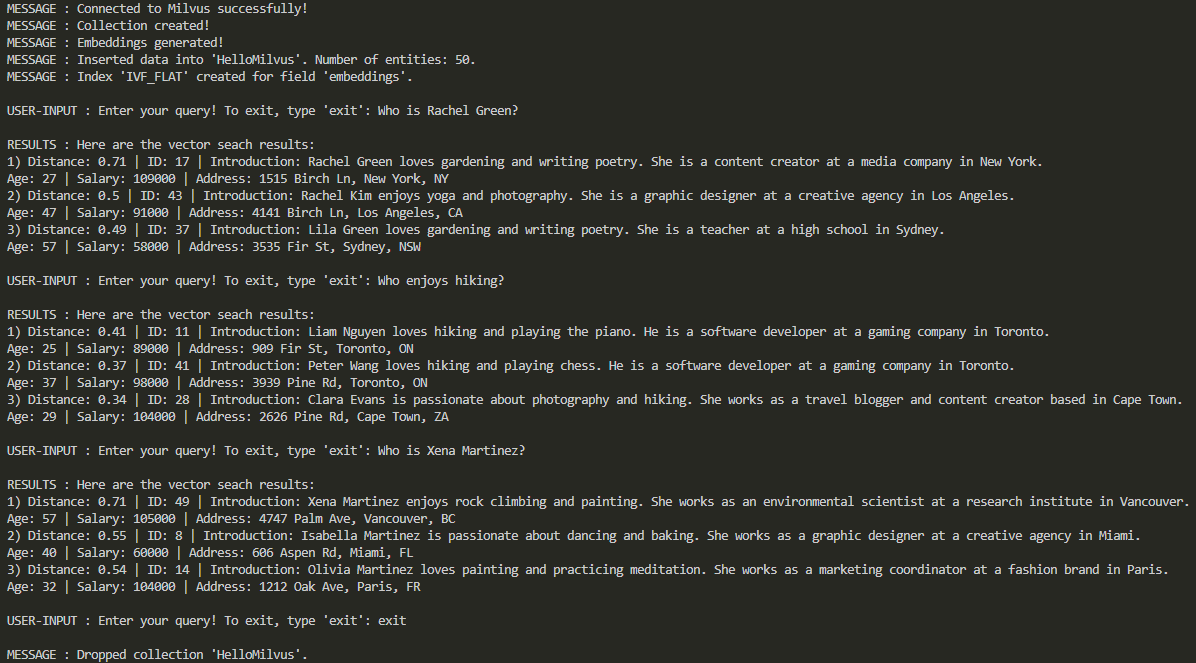 MESSAGE : Connected to Milvus successfully!
MESSAGE : Collection created!
MESSAGE : Embeddings generated!
MESSAGE : Inserted data into 'HelloMilvus'. Number of entities: 50.
MESSAGE : Index 'IVF_FLAT' created for field 'embeddings'.
USER-INPUT : Enter your query! To exit, type 'exit': Who is Rachel Green?
RESULTS : Here are the vector seach results:
1) Distance: 0.71 | ID: 17 | Introduction: Rachel Green loves gardening and writing poetry. She is a content creator at a media company in New York.
Age: 27 | Salary: 109000 | Address: 1515 Birch Ln, New York, NY
2) Distance: 0.5 | ID: 43 | Introduction: Rachel Kim enjoys yoga and photography. She is a graphic designer at a creative agency in Los Angeles.
Age: 47 | Salary: 91000 | Address: 4141 Birch Ln, Los Angeles, CA
3) Distance: 0.49 | ID: 37 | Introduction: Lila Green loves gardening and writing poetry. She is a teacher at a high school in Sydney.
Age: 57 | Salary: 58000 | Address: 3535 Fir St, Sydney, NSW
USER-INPUT : Enter your query! To exit, type 'exit': Who enjoys hiking?
RESULTS : Here are the vector seach results:
1) Distance: 0.41 | ID: 11 | Introduction: Liam Nguyen loves hiking and playing the piano. He is a software developer at a gaming company in Toronto.
Age: 25 | Salary: 89000 | Address: 909 Fir St, Toronto, ON
2) Distance: 0.37 | ID: 41 | Introduction: Peter Wang loves hiking and playing chess. He is a software developer at a gaming company in Toronto.
Age: 37 | Salary: 98000 | Address: 3939 Pine Rd, Toronto, ON
3) Distance: 0.34 | ID: 28 | Introduction: Clara Evans is passionate about photography and hiking. She works as a travel blogger and content creator based in Cape Town.
Age: 29 | Salary: 104000 | Address: 2626 Pine Rd, Cape Town, ZA
USER-INPUT : Enter your query! To exit, type 'exit': Who is Xena Martinez?
RESULTS : Here are the vector seach results:
1) Distance: 0.71 | ID: 49 | Introduction: Xena Martinez enjoys rock climbing and painting. She works as an environmental scientist at a research institute in Vancouver.
Age: 57 | Salary: 105000 | Address: 4747 Palm Ave, Vancouver, BC
2) Distance: 0.55 | ID: 8 | Introduction: Isabella Martinez is passionate about dancing and baking. She works as a graphic designer at a creative agency in Miami.
Age: 40 | Salary: 60000 | Address: 606 Aspen Rd, Miami, FL
3) Distance: 0.54 | ID: 14 | Introduction: Olivia Martinez loves painting and practicing meditation. She works as a marketing coordinator at a fashion brand in Paris.
Age: 32 | Salary: 104000 | Address: 1212 Oak Ave, Paris, FR
USER-INPUT : Enter your query! To exit, type 'exit': exit
MESSAGE : Dropped collection 'HelloMilvus'.